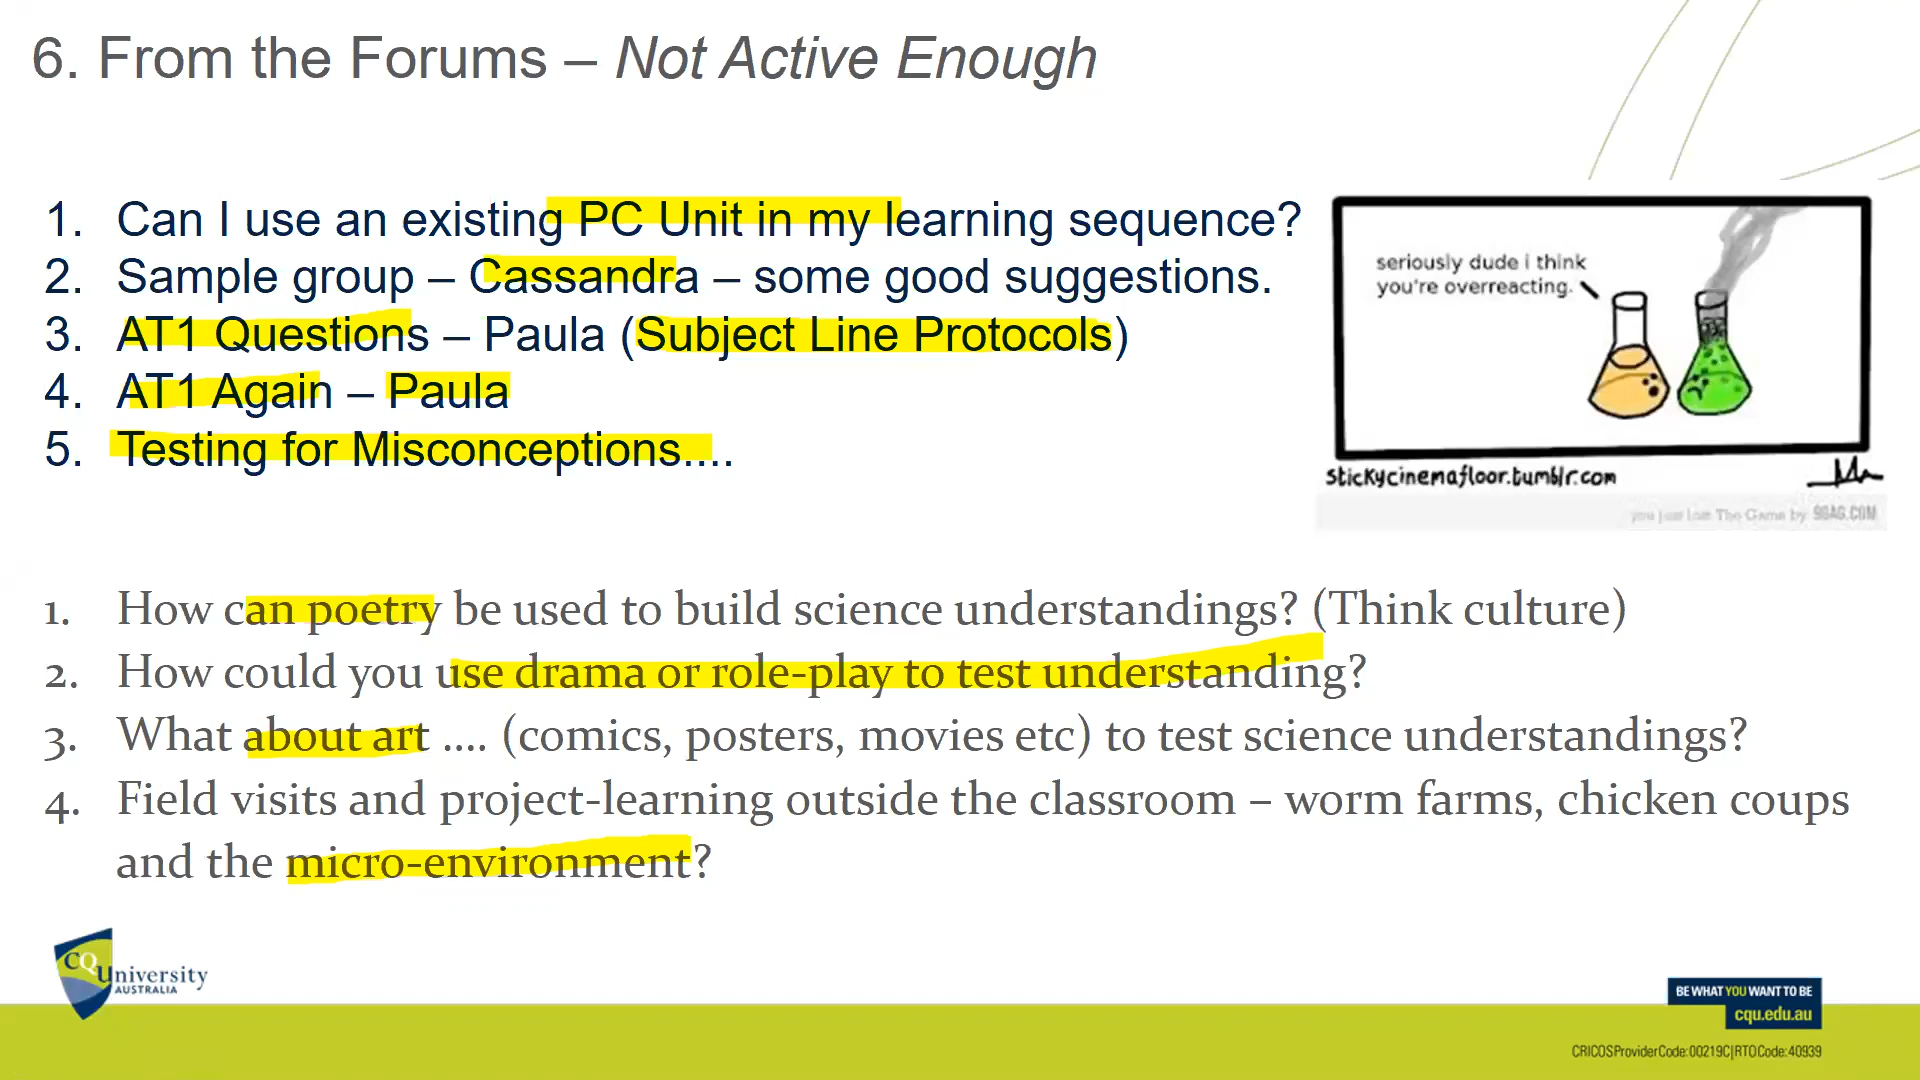 6. From the Forums – Not Active Enough
1. Can I use an existing PC Unit in my learning sequence?
2. Sample group – Cassandra – some good suggestions.
3. AT1 Questions – Paula (Subject Line Protocols)
4. AT1 Again – Paula
5. Testing for Misconceptions....
seriously dude i think
you're overreacting.
stickycinemafloor.tumblr.com
you just lost The Game by 9GAG.COM
1. How can poetry be used to build science understandings? (Think culture)
2. How could you use drama or role-play to test understanding?
3. What about art .... (comics, posters, movies etc) to test science understandings?
4. Field visits and project-learning outside the classroom – worm farms, chicken coups
and the micro-environment?
CQUniversity
AUSTRALIA
BE WHAT YOU WANT TO BE
cqu.edu.au
CRICOS Provider Code: 00219C | RTO Code: 40939